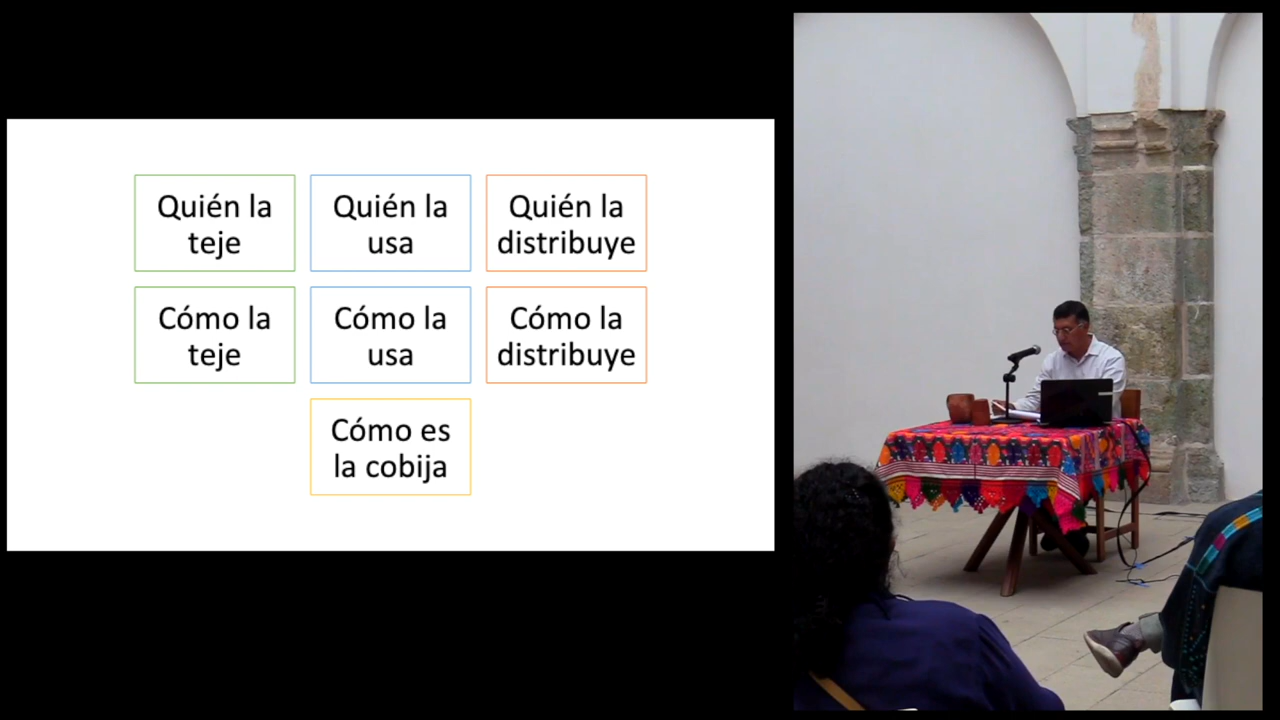 Quién la
teje
Quién la
usa
Quién la
distribuye
Cómo la
teje
Cómo la
usa
Cómo la
distribuye
Cómo es
la cobija